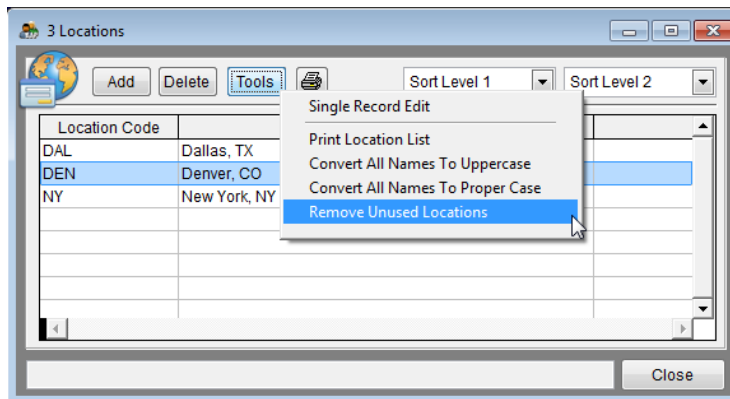 3 Locations
Add Delete Tools Sort Level 1 Sort Level 2
Single Record Edit
Print Location List
Convert All Names To Uppercase
Convert All Names To Proper Case
Remove Unused Locations
Location Code
DAL Dallas, TX
DEN Denver, CO
NY New York, NY
Close